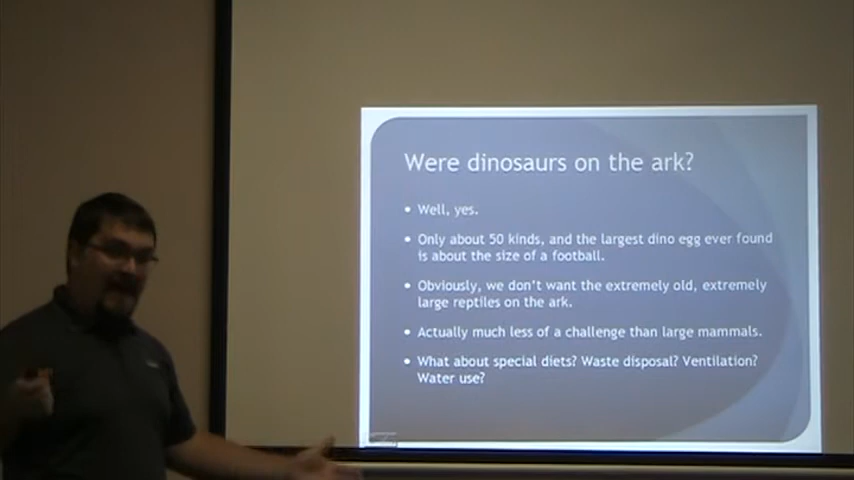 Were dinosaurs on the ark?
• Well, yes.
• Only about 50 kinds, and the largest dino egg ever found
is about the size of a football.
• Obviously, we don't want the extremely old, extremely
large reptiles on the ark.
• Actually much less of a challenge than large mammals.
• What about special diets? Waste disposal? Ventilation?
Water use?